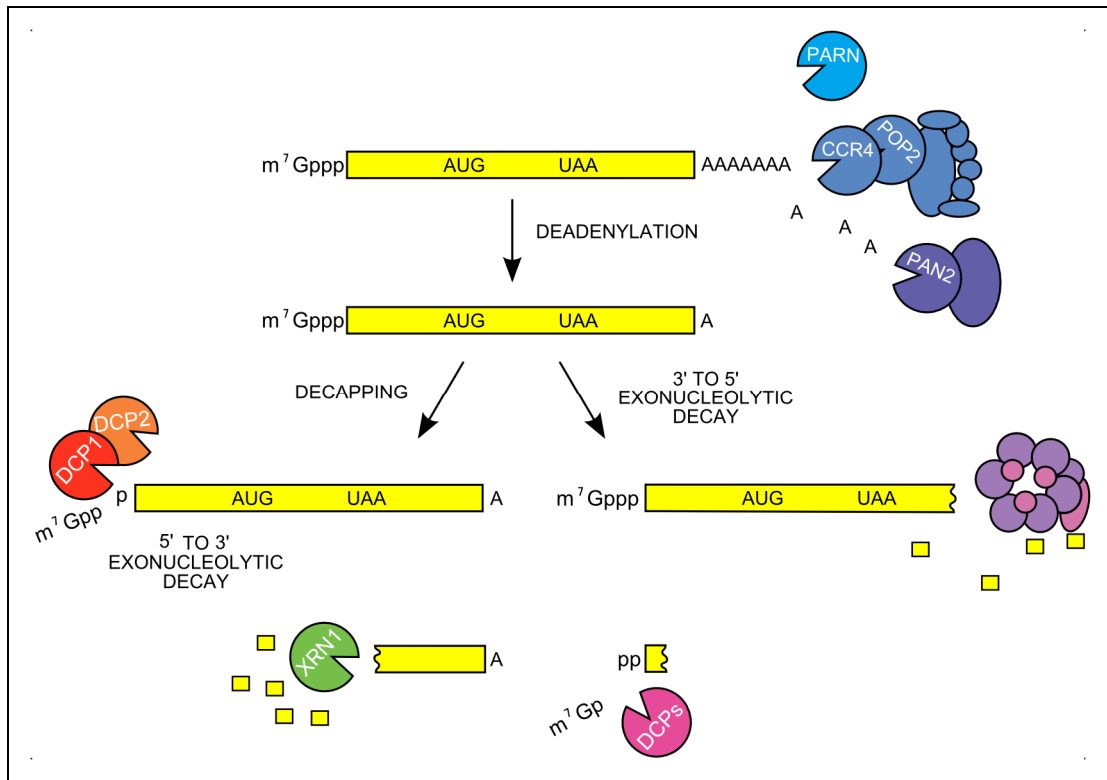 PARN
CCR4
POP2
m⁷Gppp AUG UAA AAAAAAA
A
A
A
DEADENYLATION
PAN2
m⁷Gppp AUG UAA A
DECAPPING
3' TO 5'
EXONUCLEOLYTIC
DECAY
DCP2
DCP1
p AUG UAA A
m⁷Gpp
m⁷Gppp AUG UAA
5' TO 3'
EXONUCLEOLYTIC
DECAY
XRN1
A
pp
m⁷Gp
DCPs